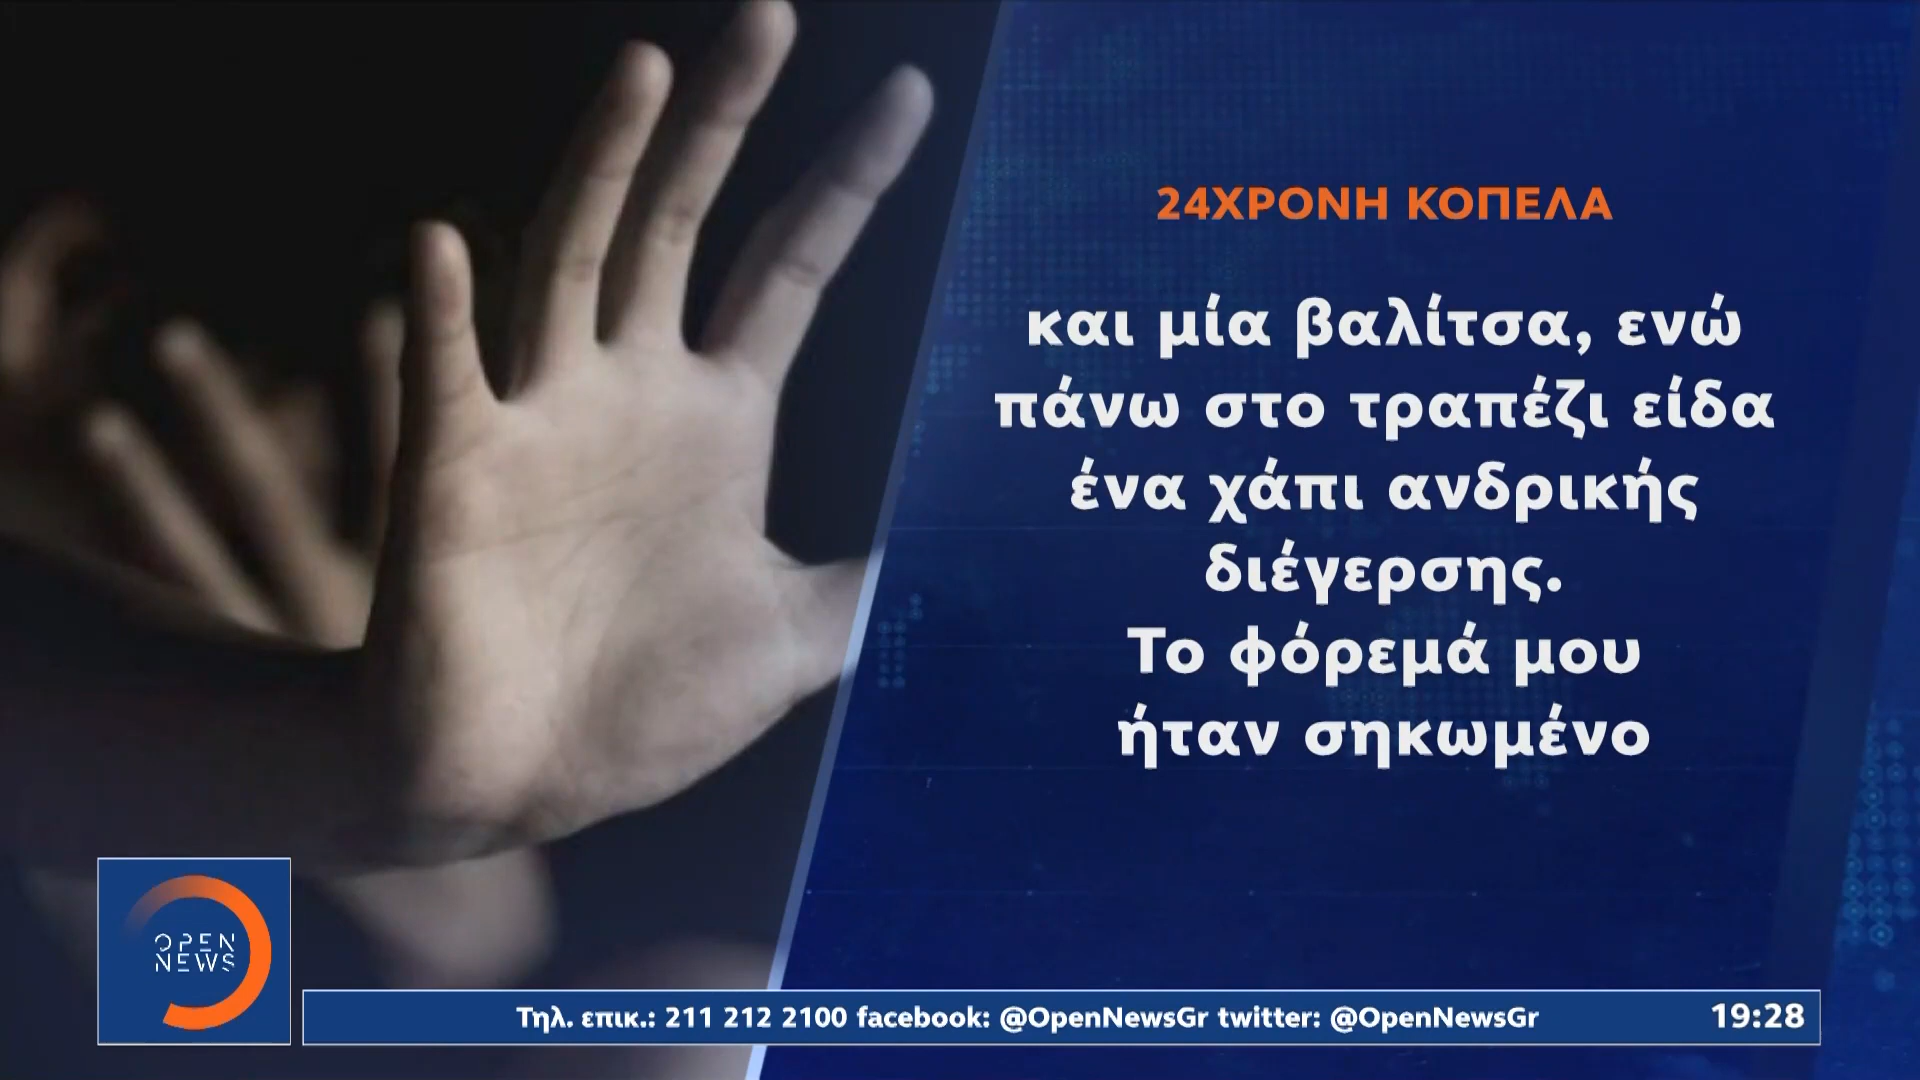 24ΧΡΟΝΗ ΚΟΠΕΛΑ
και μία βαλίτσα, ενώ
πάνω στο τραπέζι είδα
ένα χάπι ανδρικής
διέγερσης.
Το φόρεμά μου
ήταν σηκωμένο
OPEN
NEWS
Τηλ. επικ.: 211 212 2100 facebook: @OpenNewsGr twitter: @OpenNewsGr
19:28